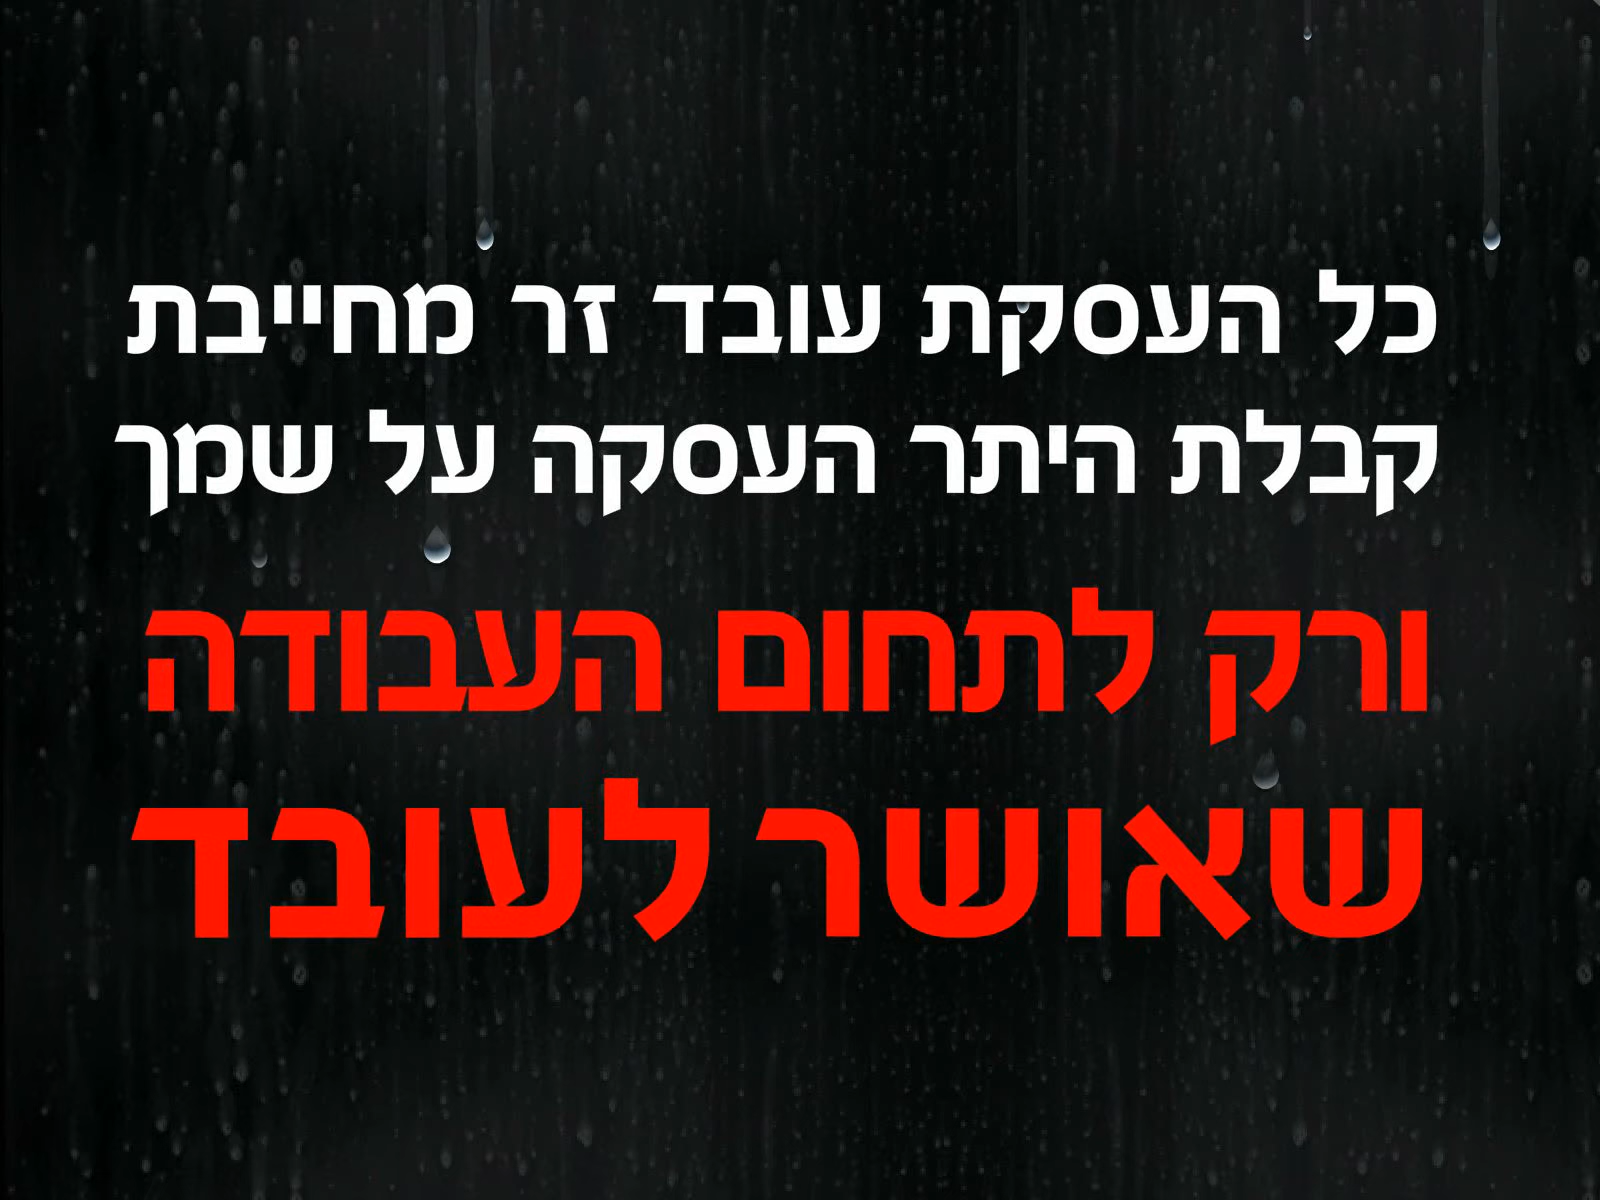 כל העסקת עובד זר מחייבת
קבלת היתר העסקה על שמך
ורק לתחום העבודה
שאושר לעובד